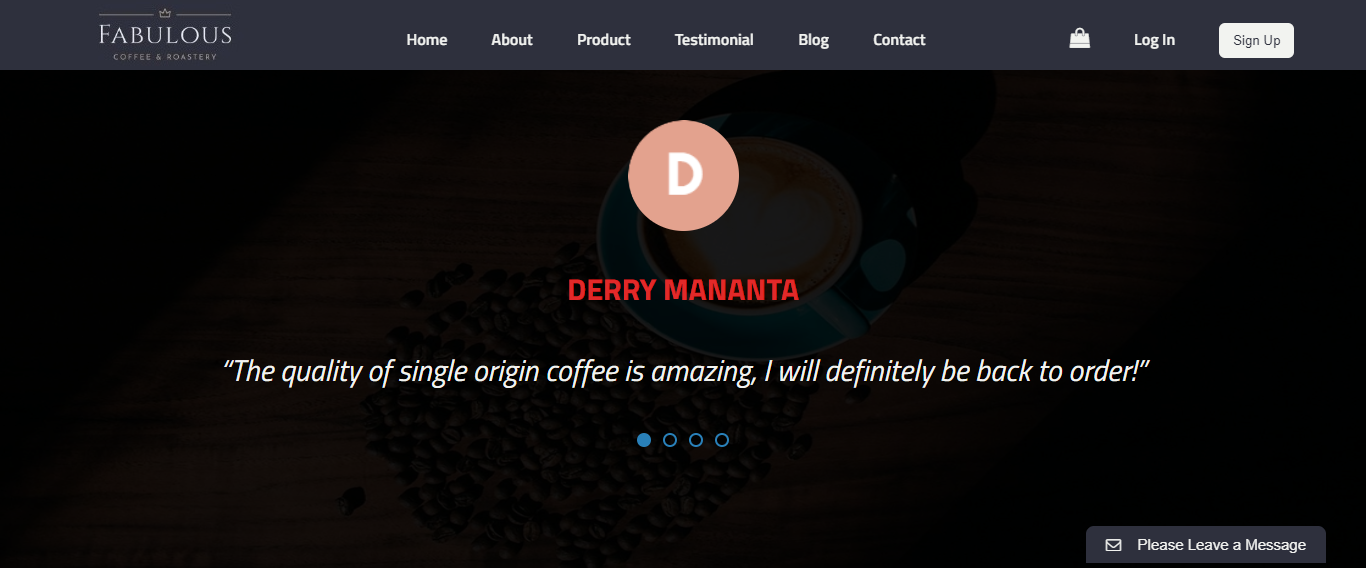 FABULOUS
COFFEE & ROASTERY
Home About Product Testimonial Blog Contact Log In Sign Up
D
DERRY MANANTA
“The quality of single origin coffee is amazing, I will definitely be back to order!”
Please Leave a Message